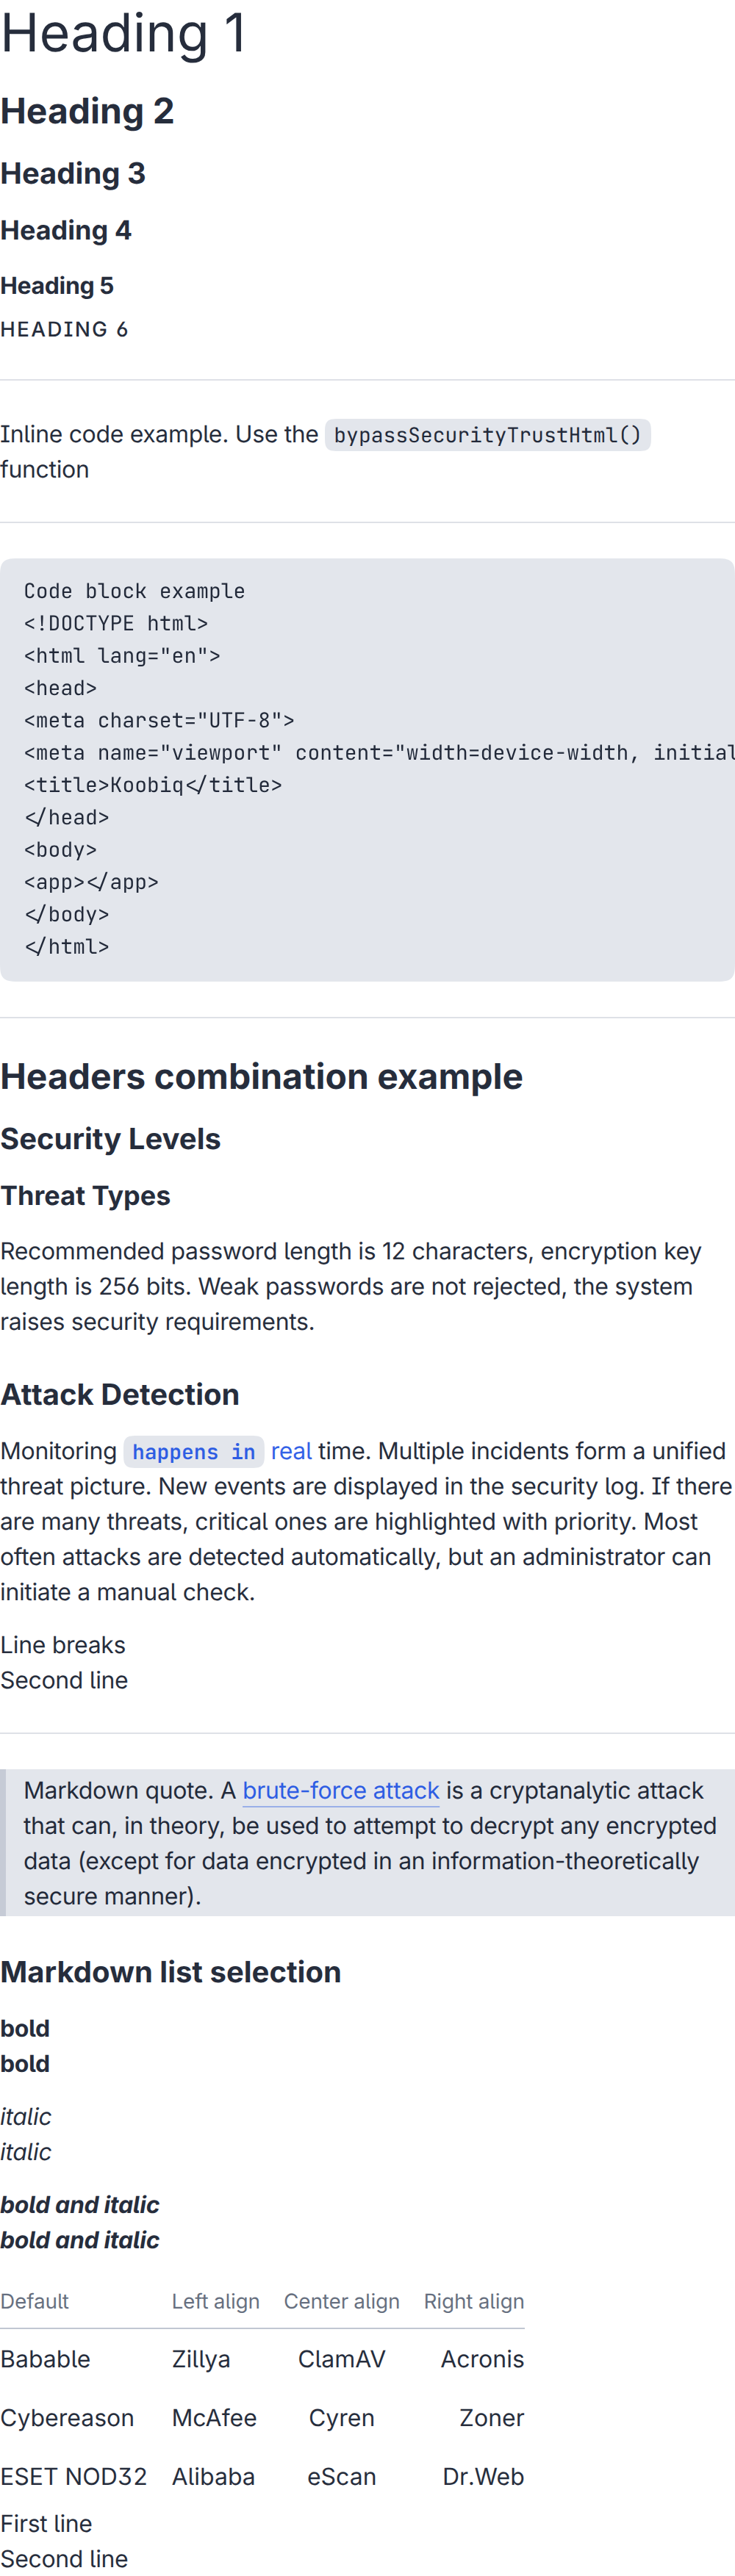 Heading 1
Heading 2
Heading 3
Heading 4
Heading 5
HEADING 6
Inline code example. Use the bypassSecurityTrustHtml()
function
Code block example
<!DOCTYPE html>
<html lang="en">
<head>
<meta charset="UTF-8">
<meta name="viewport" content="width=device-width, initial
<title>Koobiq</title>
</head>
<body>
<app></app>
</body>
</html>
Headers combination example
Security Levels
Threat Types
Recommended password length is 12 characters, encryption key
length is 256 bits. Weak passwords are not rejected, the system
raises security requirements.
Attack Detection
Monitoring happens in real time. Multiple incidents form a unified
threat picture. New events are displayed in the security log. If there
are many threats, critical ones are highlighted with priority. Most
often attacks are detected automatically, but an administrator can
initiate a manual check.
Line breaks
Second line
Markdown quote. A brute-force attack is a cryptanalytic attack
that can, in theory, be used to attempt to decrypt any encrypted
data (except for data encrypted in an information-theoretically
secure manner).
Markdown list selection
bold
bold
italic
italic
bold and italic
bold and italic
Default Left align Center align Right align
Babable Zillya ClamAV Acronis
Cybereason McAfee Cyren Zoner
ESET NOD32 Alibaba eScan Dr.Web
First line
Second line